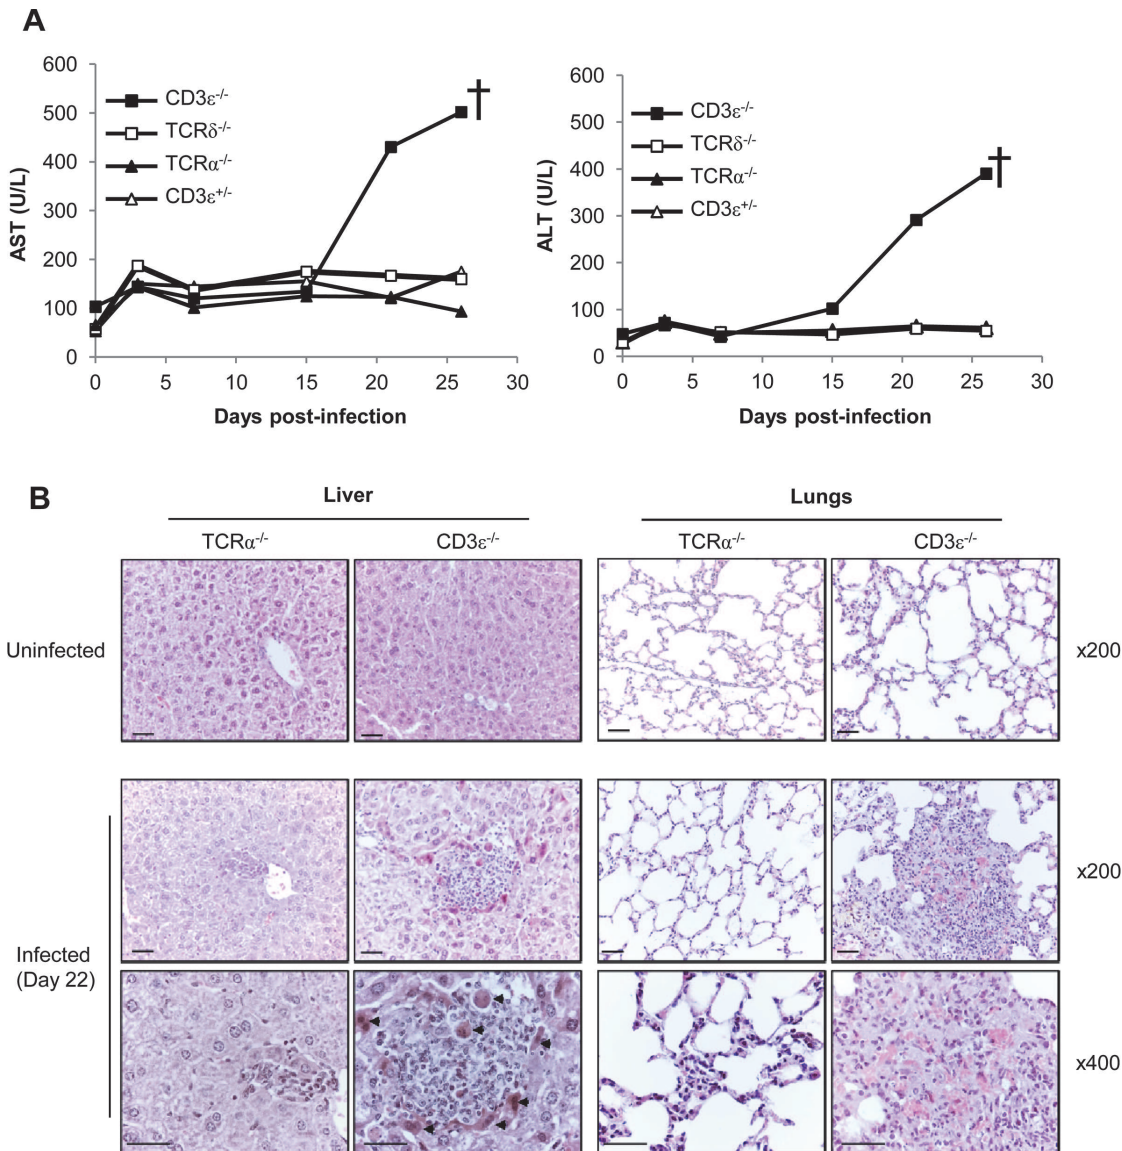 A
600
500
400
300
200
100
0
AST (U/L)
CD3ε-/-
TCRδ-/-
TCRα-/-
CD3ε+/-
†
0 5 10 15 20 25 30
Days post-infection
600
500
400
300
200
100
0
ALT (U/L)
CD3ε-/-
TCRδ-/-
TCRα-/-
CD3ε+/-
†
0 5 10 15 20 25 30
Days post-infection
B
Liver
Lungs
TCRα-/- CD3ε-/- TCRα-/- CD3ε-/-
Uninfected
x200
x200
Infected
(Day 22)
x400